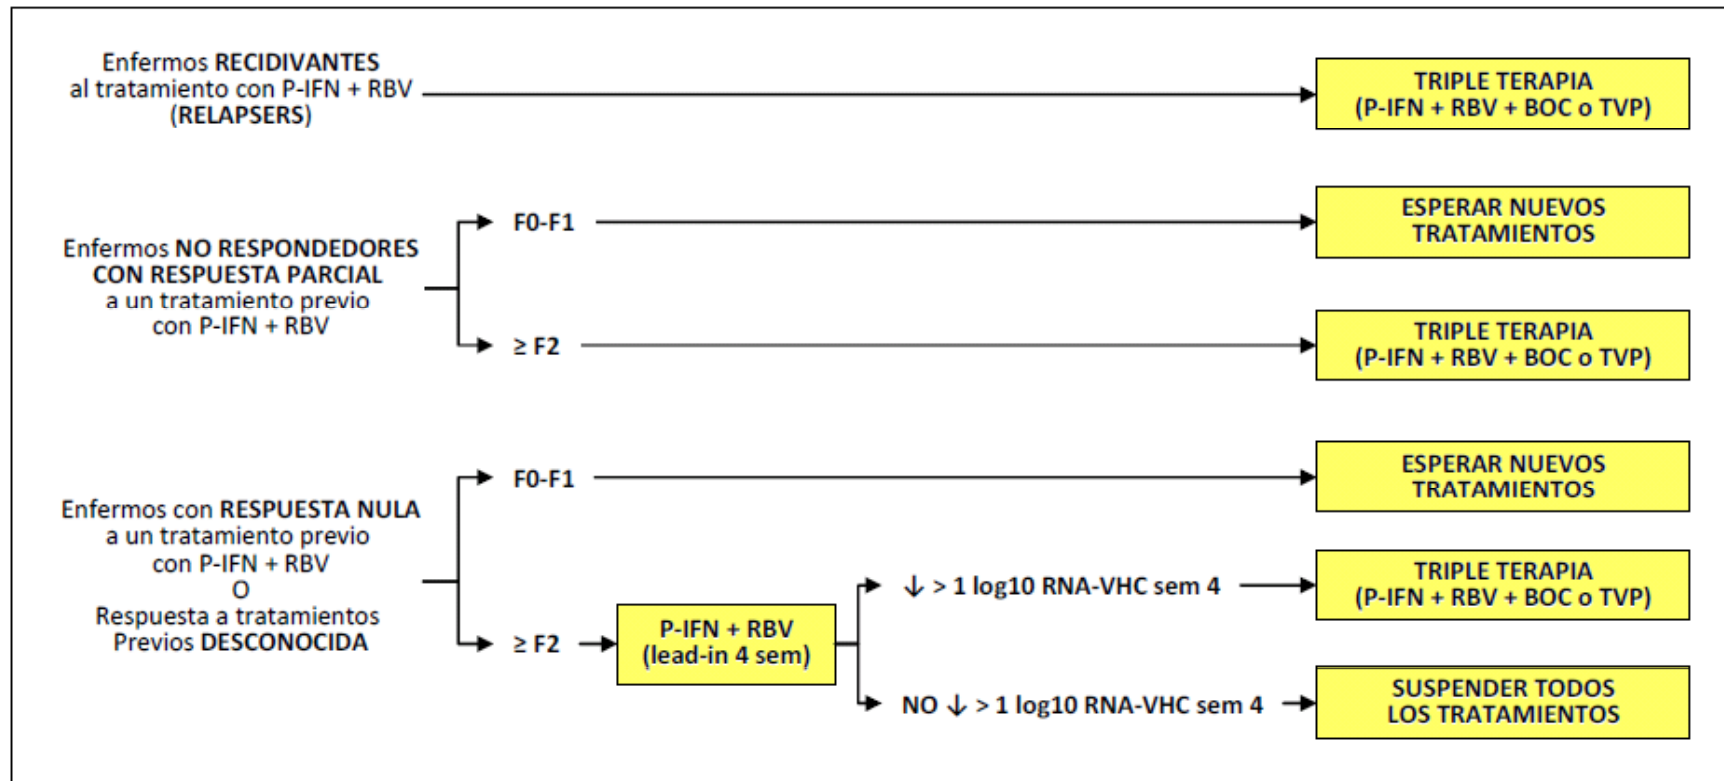 Enfermos RECIDIVANTES
al tratamiento con P-IFN + RBV
(RELAPSERS)
TRIPLE TERAPIA
(P-IFN + RBV + BOC o TVP)
Enfermos NO RESPONDEDORES
CON RESPUESTA PARCIAL
a un tratamiento previo
con P-IFN + RBV
F0-F1
ESPERAR NUEVOS
TRATAMIENTOS
≥ F2
TRIPLE TERAPIA
(P-IFN + RBV + BOC o TVP)
Enfermos con RESPUESTA NULA
a un tratamiento previo
con P-IFN + RBV
O
Respuesta a tratamientos
Previos DESCONOCIDA
F0-F1
ESPERAR NUEVOS
TRATAMIENTOS
≥ F2
P-IFN + RBV
(lead-in 4 sem)
↓ > 1 log10 RNA-VHC sem 4
TRIPLE TERAPIA
(P-IFN + RBV + BOC o TVP)
NO ↓ > 1 log10 RNA-VHC sem 4
SUSPENDER TODOS
LOS TRATAMIENTOS